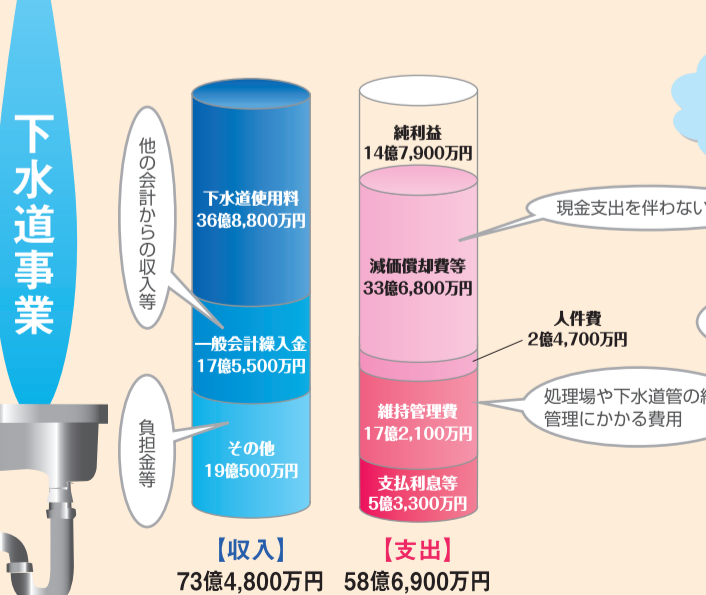 下水道事業
他の会計からの収入等
負担金等
下水道使用料
36億8,800万円
一般会計繰入金
17億5,500万円
その他
19億500万円
【収入】
73億4,800万円
純利益
14億7,900万円
減価償却費等
33億6,800万円
人件費
2億4,700万円
維持管理費
17億2,100万円
支払利息等
5億3,300万円
【支出】
58億6,900万円
現金支出を伴わない
処理場や下水道管の維
管理にかかる費用